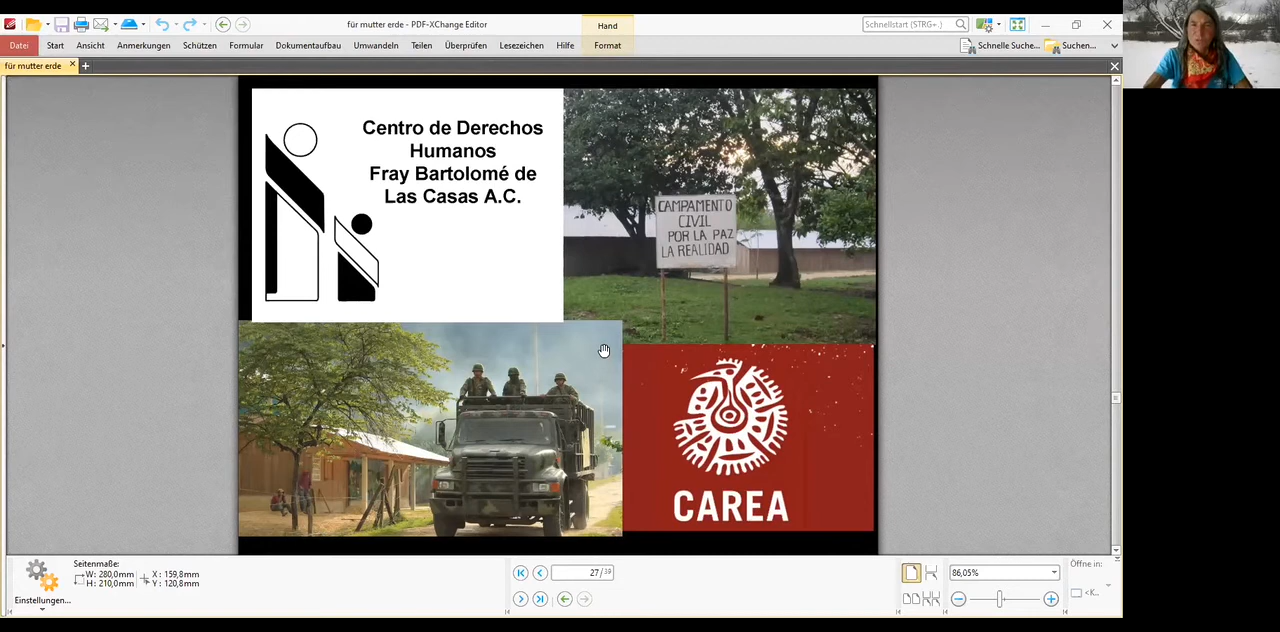 für mutter erde - PDF-XChange Editor
Hand
Schnellstart (STRG+.)
Datei
Start
Ansicht
Anmerkungen
Schützen
Formular
Dokumentaufbau
Umwandeln
Teilen
Überprüfen
Lesezeichen
Hilfe
Format
Schnelle Suche...
Suchen...
für mutter erde
Centro de Derechos
Humanos
Fray Bartolomé de
Las Casas A.C.
CAMPAMENTO
CIVIL
POR LA PAZ
LA REALIDAD
CAREA
Einstellungen...
Seitenmaße:
W: 280,0mm
H: 210,0mm
X: 159,8mm
Y: 120,8mm
27 / 39
86,05%
Öffne in:
<K...